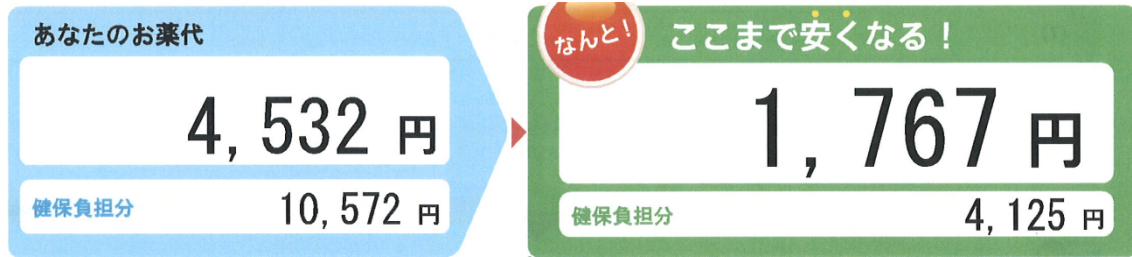 あなたのお薬代
4,532 円
健保負担分 10,572 円
なんと!
ここまで安くなる!
1,767 円
健保負担分 4,125 円